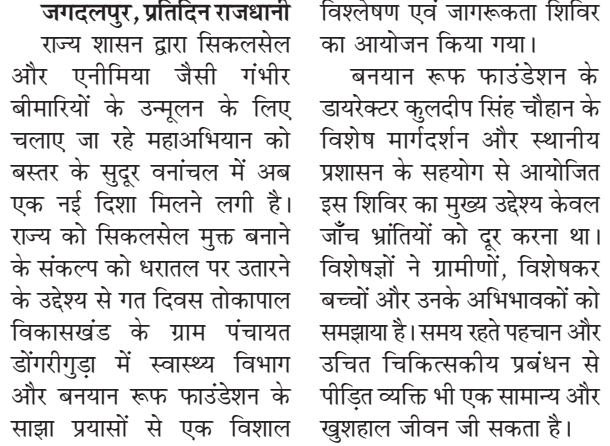 जगदलपुर, प्रतिदिन राजधानी
राज्य शासन द्वारा सिकलसेल
और एनीमिया जैसी गंभीर
बीमारियों के उन्मूलन के लिए
चलाए जा रहे महाअभियान को
बस्तर के सुदूर वनांचल में अब
एक नई दिशा मिलने लगी है।
राज्य को सिकलसेल मुक्त बनाने
के संकल्प को धरातल पर उतारने
के उद्देश्य से गत दिवस तोकापाल
विकासखंड के ग्राम पंचायत
डोंगरीगुड़ा में स्वास्थ्य विभाग
और बनयान रूफ फाउंडेशन के
साझा प्रयासों से एक विशाल
विश्लेषण एवं जागरूकता शिविर
का आयोजन किया गया।
बनयान रूफ फाउंडेशन के
डायरेक्टर कुलदीप सिंह चौहान के
विशेष मार्गदर्शन और स्थानीय
प्रशासन के सहयोग से आयोजित
इस शिविर का मुख्य उद्देश्य केवल
जाँच भ्रांतियों को दूर करना था।
विशेषज्ञों ने ग्रामीणों, विशेषकर
बच्चों और उनके अभिभावकों को
समझाया है। समय रहते पहचान और
उचित चिकित्सकीय प्रबंधन से
पीड़ित व्यक्ति भी एक सामान्य और
खुशहाल जीवन जी सकता है।